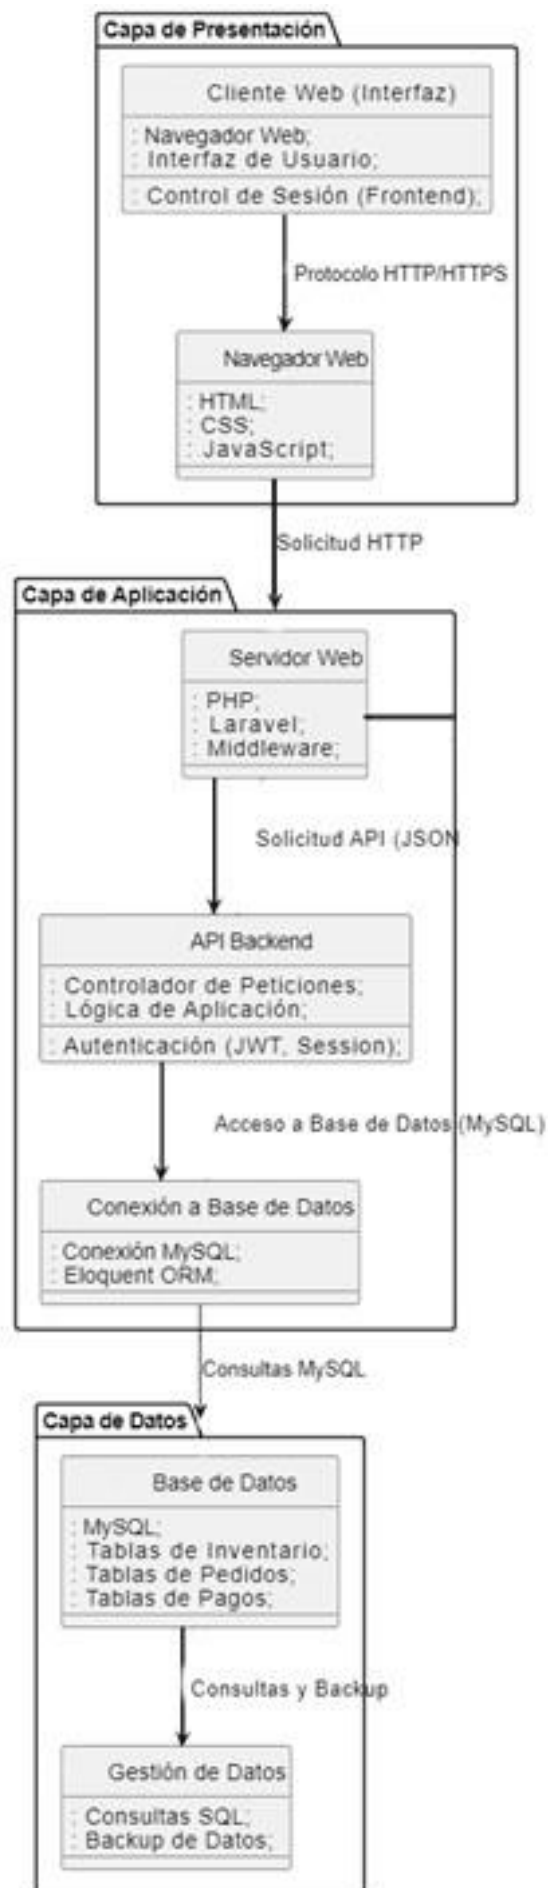 Capa de Presentación
Cliente Web (Interfaz)
: Navegador Web;
: Interfaz de Usuario;
: Control de Sesión (Frontend);
Protocolo HTTP/HTTPS
Navegador Web
: HTML;
: CSS;
: JavaScript;
Solicitud HTTP
Capa de Aplicación
Servidor Web
: PHP;
: Laravel;
: Middleware;
Solicitud API (JSON
API Backend
: Controlador de Peticiones;
: Lógica de Aplicación;
: Autenticación (JWT, Session);
Acceso a Base de Datos (MySQL)
Conexión a Base de Datos
: Conexión MySQL;
: Eloquent ORM;
Consultas MySQL
Capa de Datos
Base de Datos
: MySQL;
: Tablas de Inventario;
: Tablas de Pedidos;
: Tablas de Pagos;
Consultas y Backup
Gestión de Datos
: Consultas SQL;
: Backup de Datos;